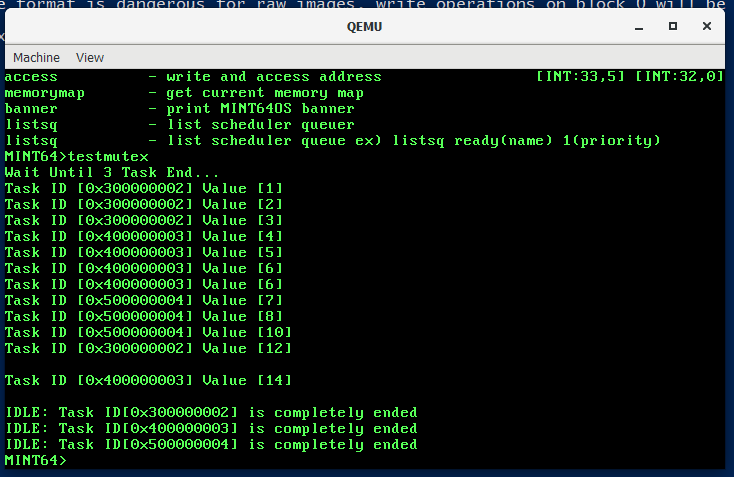 e format is dangerous for raw images, write operations on block 0 will be
QEMU
Machine View
access - write and access address [INT:33,5] [INT:32,0]
memorymap - get current memory map
banner - print MINT64OS banner
listsq - list scheduler queuer
listsq - list scheduler queue ex) listsq ready(name) 1(priority)
MINT64>testmutex
Wait Until 3 Task End...
Task ID [0x300000002] Value [1]
Task ID [0x300000002] Value [2]
Task ID [0x300000002] Value [3]
Task ID [0x400000003] Value [4]
Task ID [0x400000003] Value [5]
Task ID [0x400000003] Value [6]
Task ID [0x400000003] Value [6]
Task ID [0x500000004] Value [7]
Task ID [0x500000004] Value [8]
Task ID [0x500000004] Value [10]
Task ID [0x300000002] Value [12]
Task ID [0x400000003] Value [14]
IDLE: Task ID[0x300000002] is completely ended
IDLE: Task ID[0x400000003] is completely ended
IDLE: Task ID[0x500000004] is completely ended
MINT64>